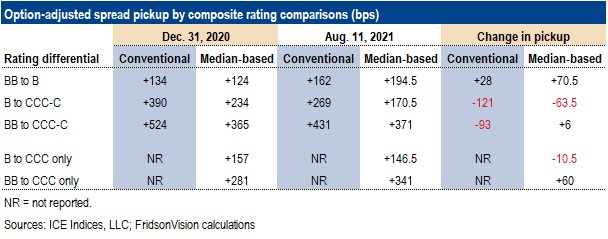 Option-adjusted spread pickup by composite rating comparisons (bps)
Dec. 31, 2020 Aug. 11, 2021 Change in pickup
Rating differential Conventional Median-based Conventional Median-based Conventional Median-based
BB to B +134 +124 +162 +194.5 +28 +70.5
B to CCC-C +390 +234 +269 +170.5 -121 -63.5
BB to CCC-C +524 +365 +431 +371 -93 +6
B to CCC only NR +157 NR +146.5 NR -10.5
BB to CCC only NR +281 NR +341 NR +60
NR = not reported.
Sources: ICE Indices, LLC; FridsonVision calculations